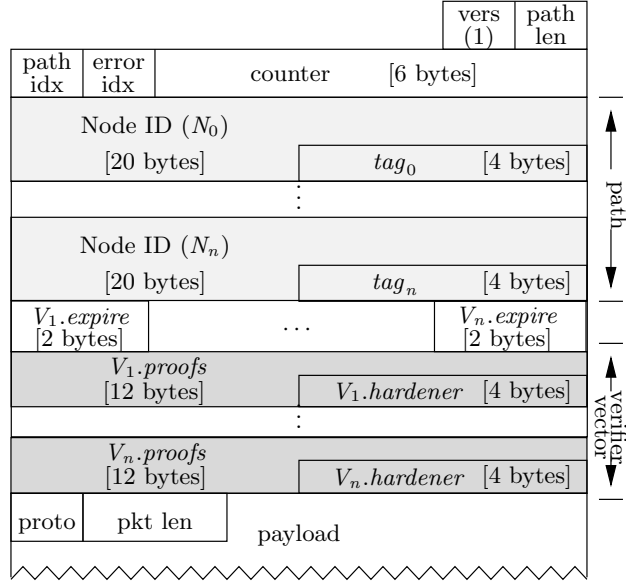 vers path
(1) len
path error counter [6 bytes]
idx idx
Node ID (N₀)
[20 bytes] tag₀ [4 bytes]
⋮
Node ID (Nₙ)
[20 bytes] tagₙ [4 bytes]
path
V₁.expire … Vₙ.expire
[2 bytes] [2 bytes]
V₁.proofs
[12 bytes] V₁.hardener [4 bytes]
⋮
Vₙ.proofs
[12 bytes] Vₙ.hardener [4 bytes]
verifier
vector
proto pkt len
payload